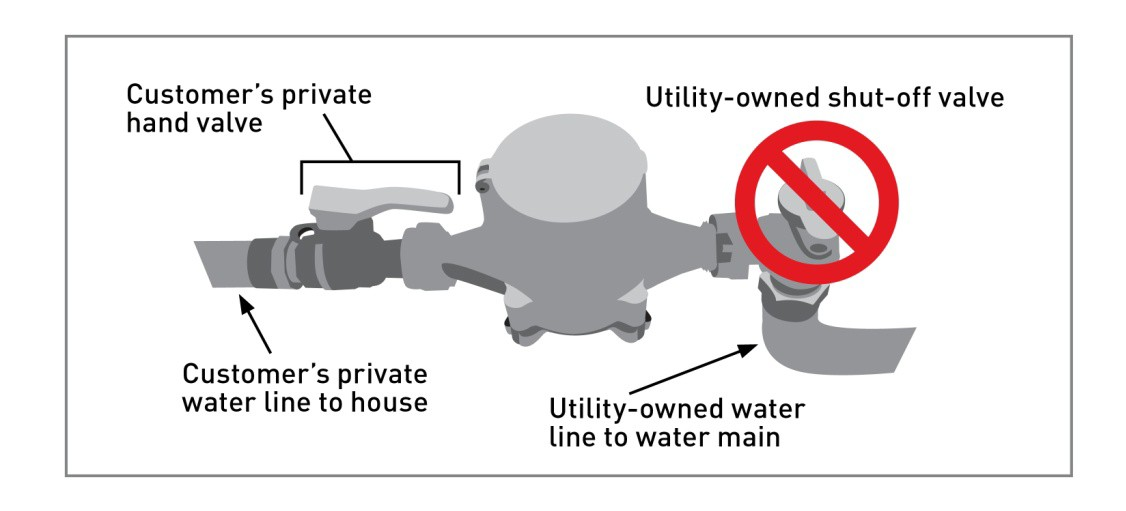 Customer's private
hand valve
Utility-owned shut-off valve
Customer's private
water line to house
Utility-owned water
line to water main